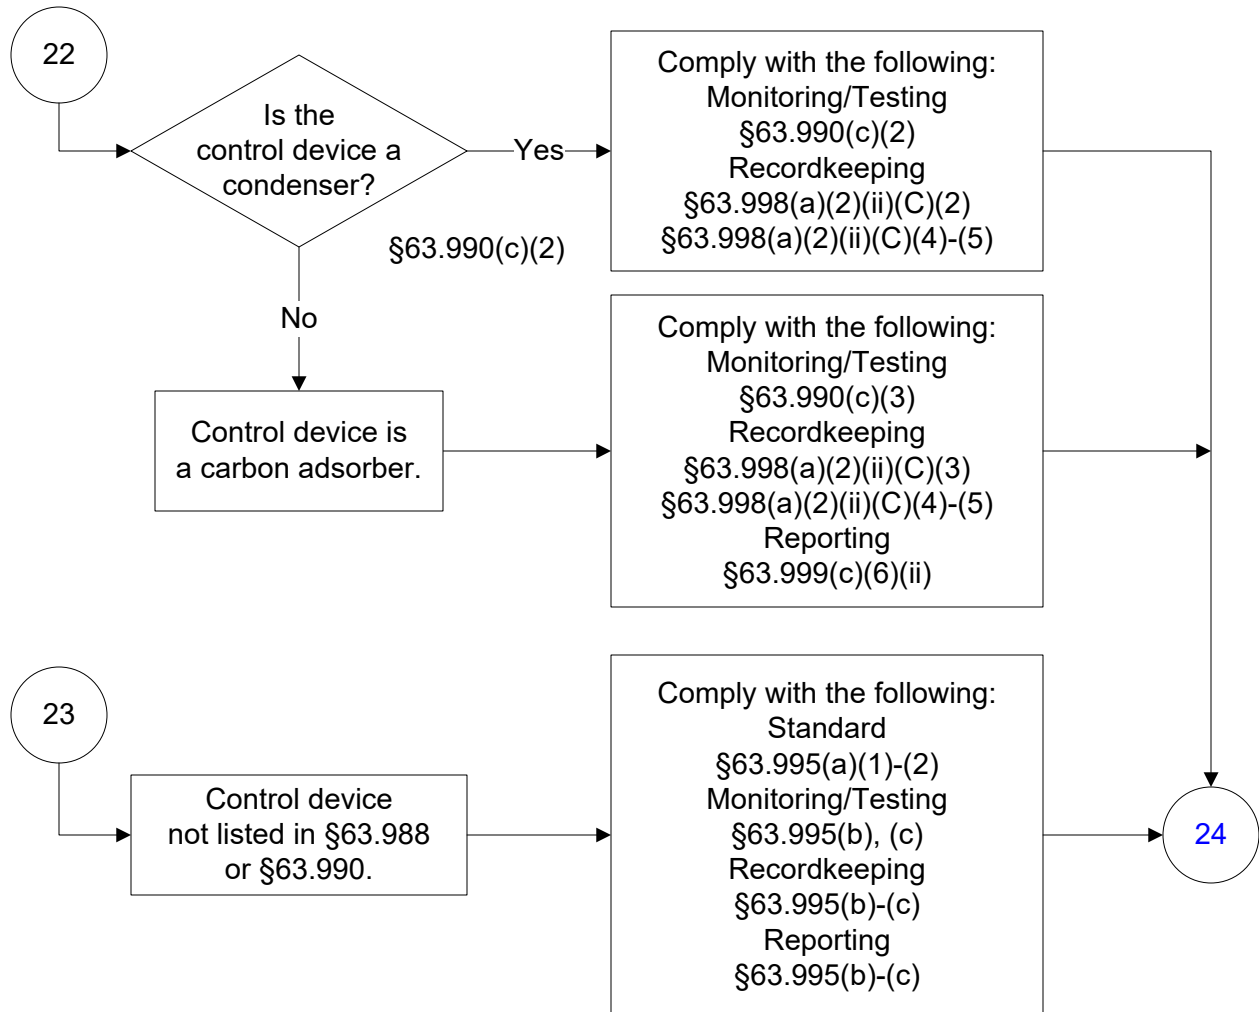 22
Is the
control device a
condenser?
Yes
§63.990(c)(2)
No
Comply with the following:
Monitoring/Testing
§63.990(c)(2)
Recordkeeping
§63.998(a)(2)(ii)(C)(2)
§63.998(a)(2)(ii)(C)(4)-(5)
Control device is
a carbon adsorber.
Comply with the following:
Monitoring/Testing
§63.990(c)(3)
Recordkeeping
§63.998(a)(2)(ii)(C)(3)
§63.998(a)(2)(ii)(C)(4)-(5)
Reporting
§63.999(c)(6)(ii)
23
Control device
not listed in §63.988
or §63.990.
Comply with the following:
Standard
§63.995(a)(1)-(2)
Monitoring/Testing
§63.995(b), (c)
Recordkeeping
§63.995(b)-(c)
Reporting
§63.995(b)-(c)
24